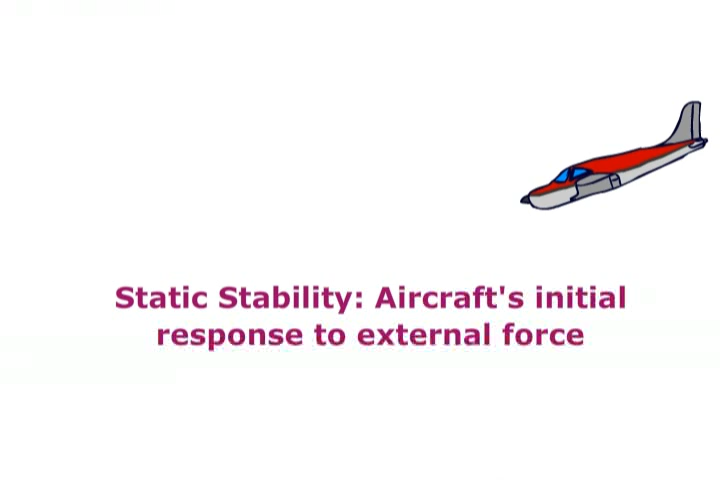 Static Stability: Aircraft's initial
response to external force